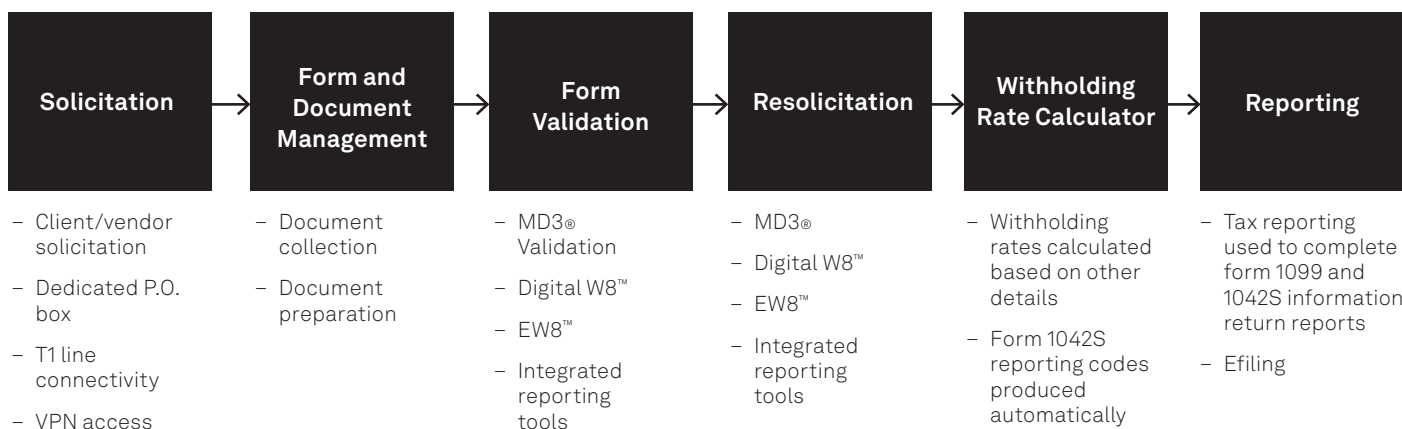 Solicitation
Form and
Document
Management
Form
Validation
Resolicitation
Withholding
Rate Calculator
Reporting
– Client/vendor
solicitation
– Dedicated P.O.
box
– T1 line
connectivity
– VPN access
– Document
collection
– Document
preparation
– MD3®
Validation
– Digital W8™
– EW8™
– Integrated
reporting
tools
– MD3®
– Digital W8™
– EW8™
– Integrated
reporting
tools
– Withholding
rates calculated
based on other
details
– Form 1042S
reporting codes
produced
automatically
– Tax reporting
used to complete
form 1099 and
1042S information
return reports
– Efiling